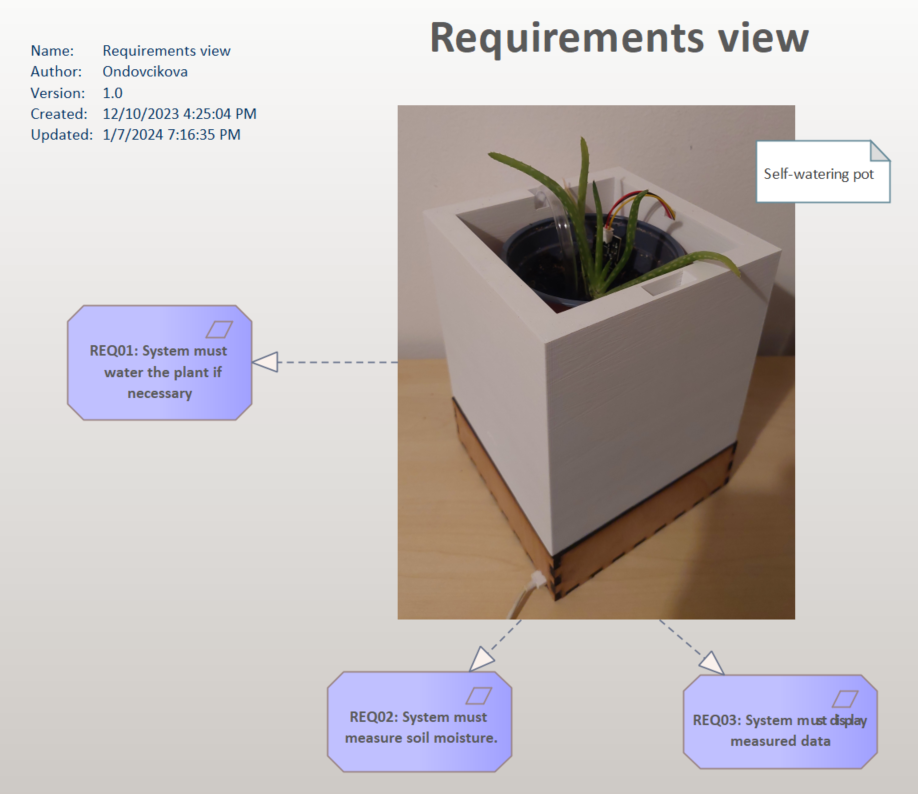 Requirements view
Name: Requirements view
Author: Ondovcikova
Version: 1.0
Created: 12/10/2023 4:25:04 PM
Updated: 1/7/2024 7:16:35 PM
Self-watering pot
REQ01: System must
water the plant if
necessary
REQ02: System must
measure soil moisture.
REQ03: System must display
measured data